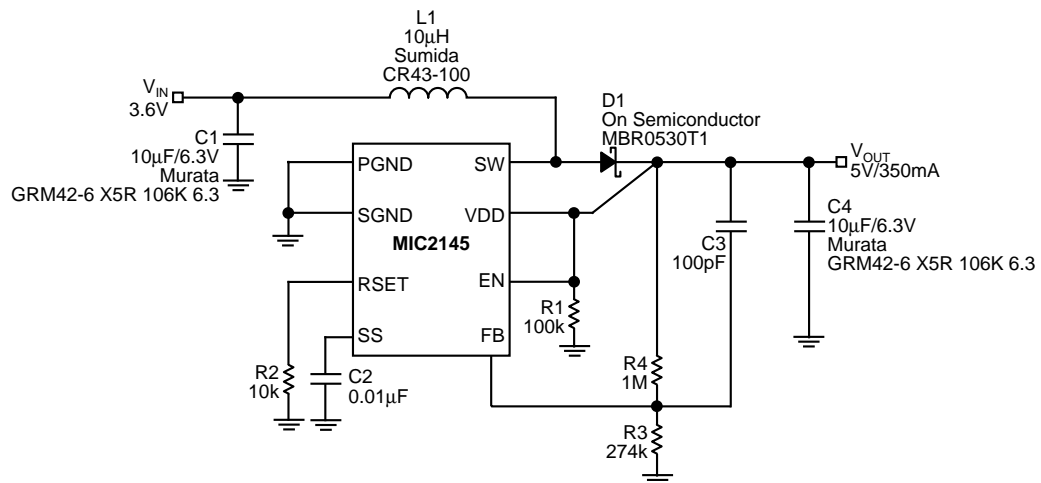 L1
10µH
Sumida
CR43-100
VIN
3.6V
C1
10µF/6.3V
Murata
GRM42-6 X5R 106K 6.3
D1
On Semiconductor
MBR0530T1
VOUT
5V/350mA
PGND
SW
SGND
VDD
MIC2145
RSET
EN
SS
FB
C3
100pF
C4
10µF/6.3V
Murata
GRM42-6 X5R 106K 6.3
R1
100k
R2
10k
C2
0.01µF
R4
1M
R3
274k